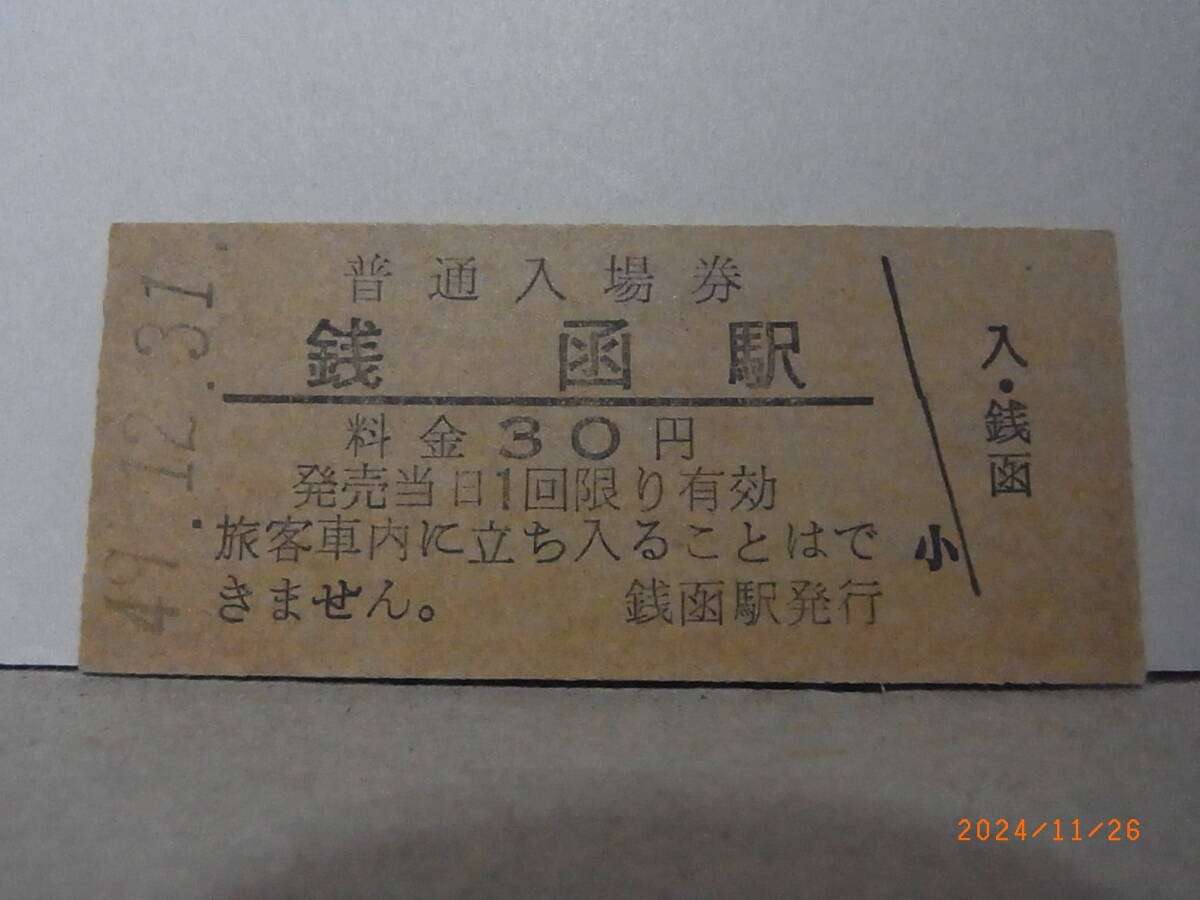 普通入場券
銭函駅
料金30円
発売当日1回限り有効
旅客車内に立ち入ることはで
きません。 銭函駅発行
小
入・銭函
49.-12.31.
2024/11/26